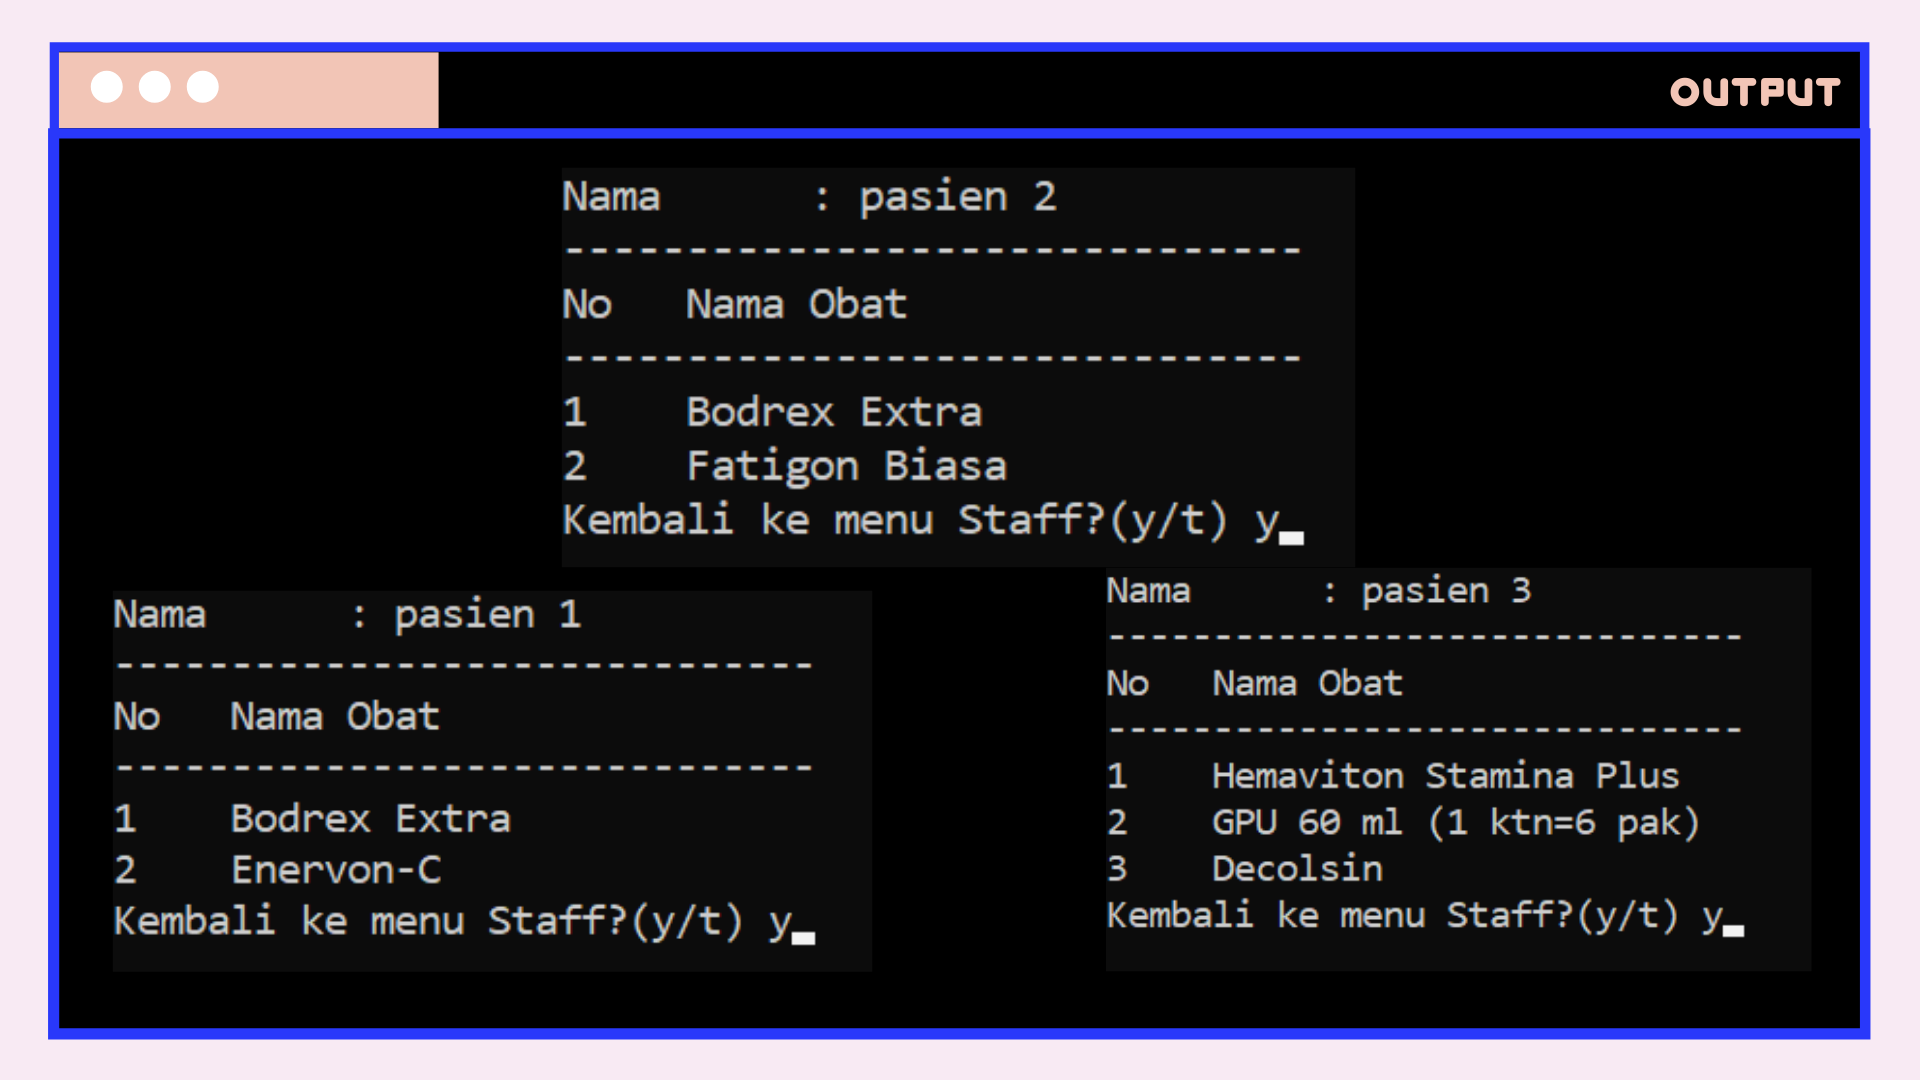 OUTPUT
Nama : pasien 2
------------------------------
No Nama Obat
------------------------------
1 Bodrex Extra
2 Fatigon Biasa
Kembali ke menu Staff?(y/t) y
Nama : pasien 1
------------------------------
No Nama Obat
------------------------------
1 Bodrex Extra
2 Enervon-C
Kembali ke menu Staff?(y/t) y
Nama : pasien 3
------------------------------
No Nama Obat
------------------------------
1 Hemaviton Stamina Plus
2 GPU 60 ml (1 ktn=6 pak)
3 Decolsin
Kembali ke menu Staff?(y/t) y